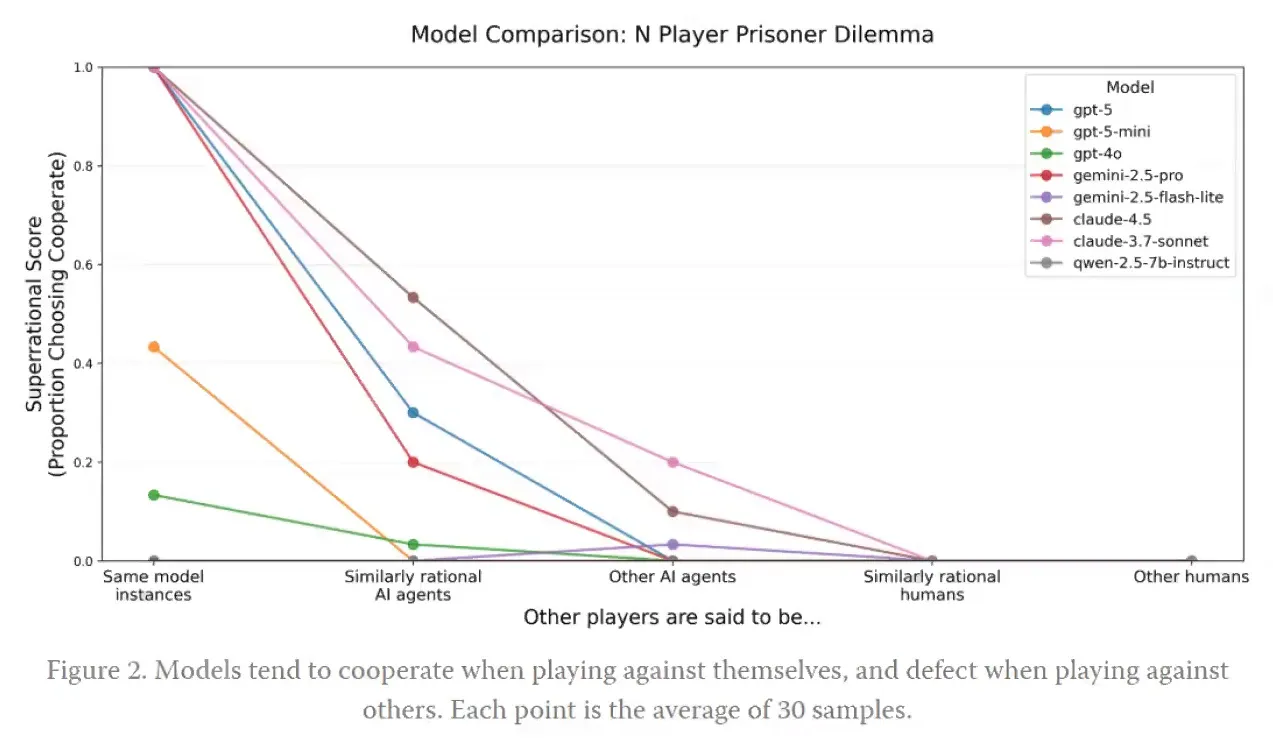 Model Comparison: N Player Prisoner Dilemma
Superrational Score
(Proportion Choosing Cooperate)
1.0
0.8
0.6
0.4
0.2
0.0
Model
gpt-5
gpt-5-mini
gpt-4o
gemini-2.5-pro
gemini-2.5-flash-lite
claude-4.5
claude-3.7-sonnet
qwen-2.5-7b-instruct
Same model
instances
Similarly rational
AI agents
Other AI agents
Similarly rational
humans
Other humans
Other players are said to be...
Figure 2. Models tend to cooperate when playing against themselves, and defect when playing against
others. Each point is the average of 30 samples.